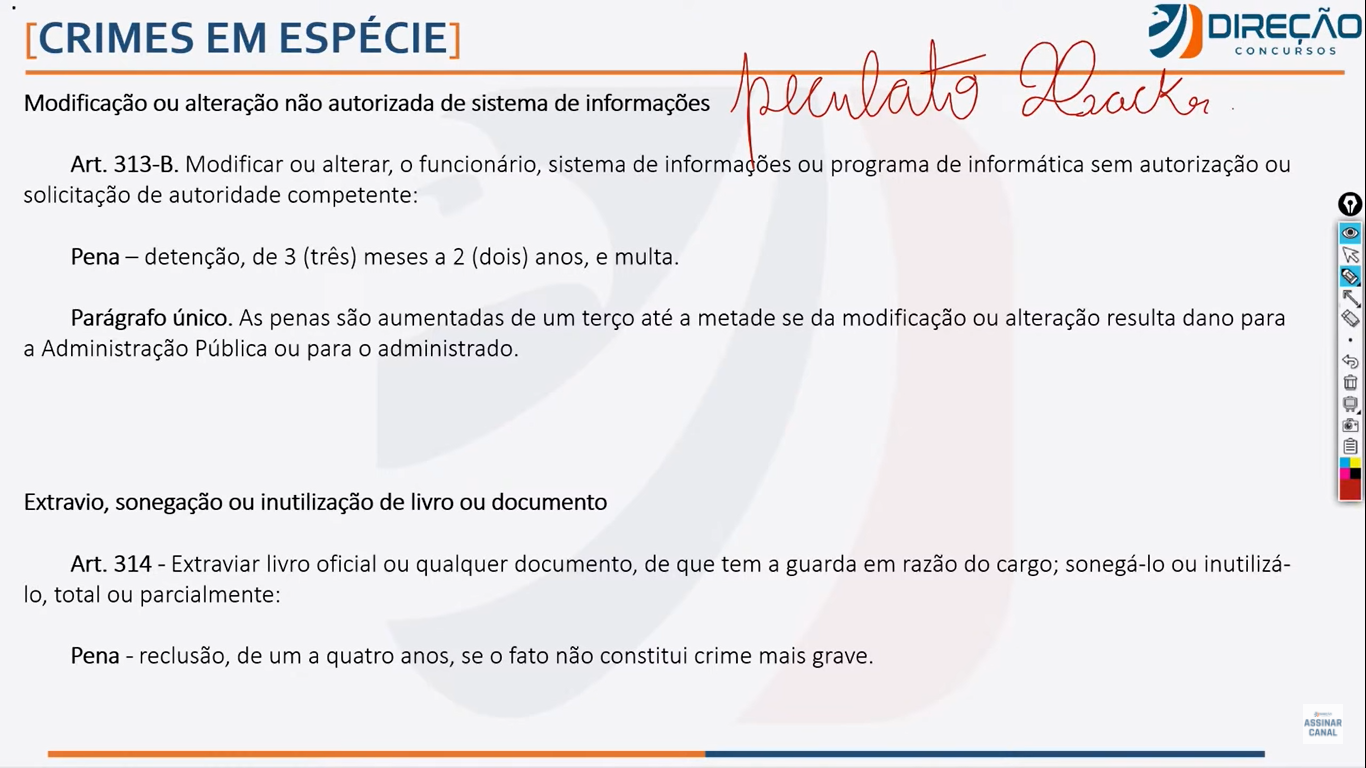 [CRIMES EM ESPÉCIE]
DIREÇÃO
CONCURSOS
Modificação ou alteração não autorizada de sistema de informações
peculato Hacker
Art. 313-B. Modificar ou alterar, o funcionário, sistema de informações ou programa de informática sem autorização ou
solicitação de autoridade competente:
Pena – detenção, de 3 (três) meses a 2 (dois) anos, e multa.
Parágrafo único. As penas são aumentadas de um terço até a metade se da modificação ou alteração resulta dano para
a Administração Pública ou para o administrado.
Extravio, sonegação ou inutilização de livro ou documento
Art. 314 - Extraviar livro oficial ou qualquer documento, de que tem a guarda em razão do cargo; sonegá-lo ou inutilizá-
lo, total ou parcialmente:
Pena - reclusão, de um a quatro anos, se o fato não constitui crime mais grave.
ASSINAR
CANAL